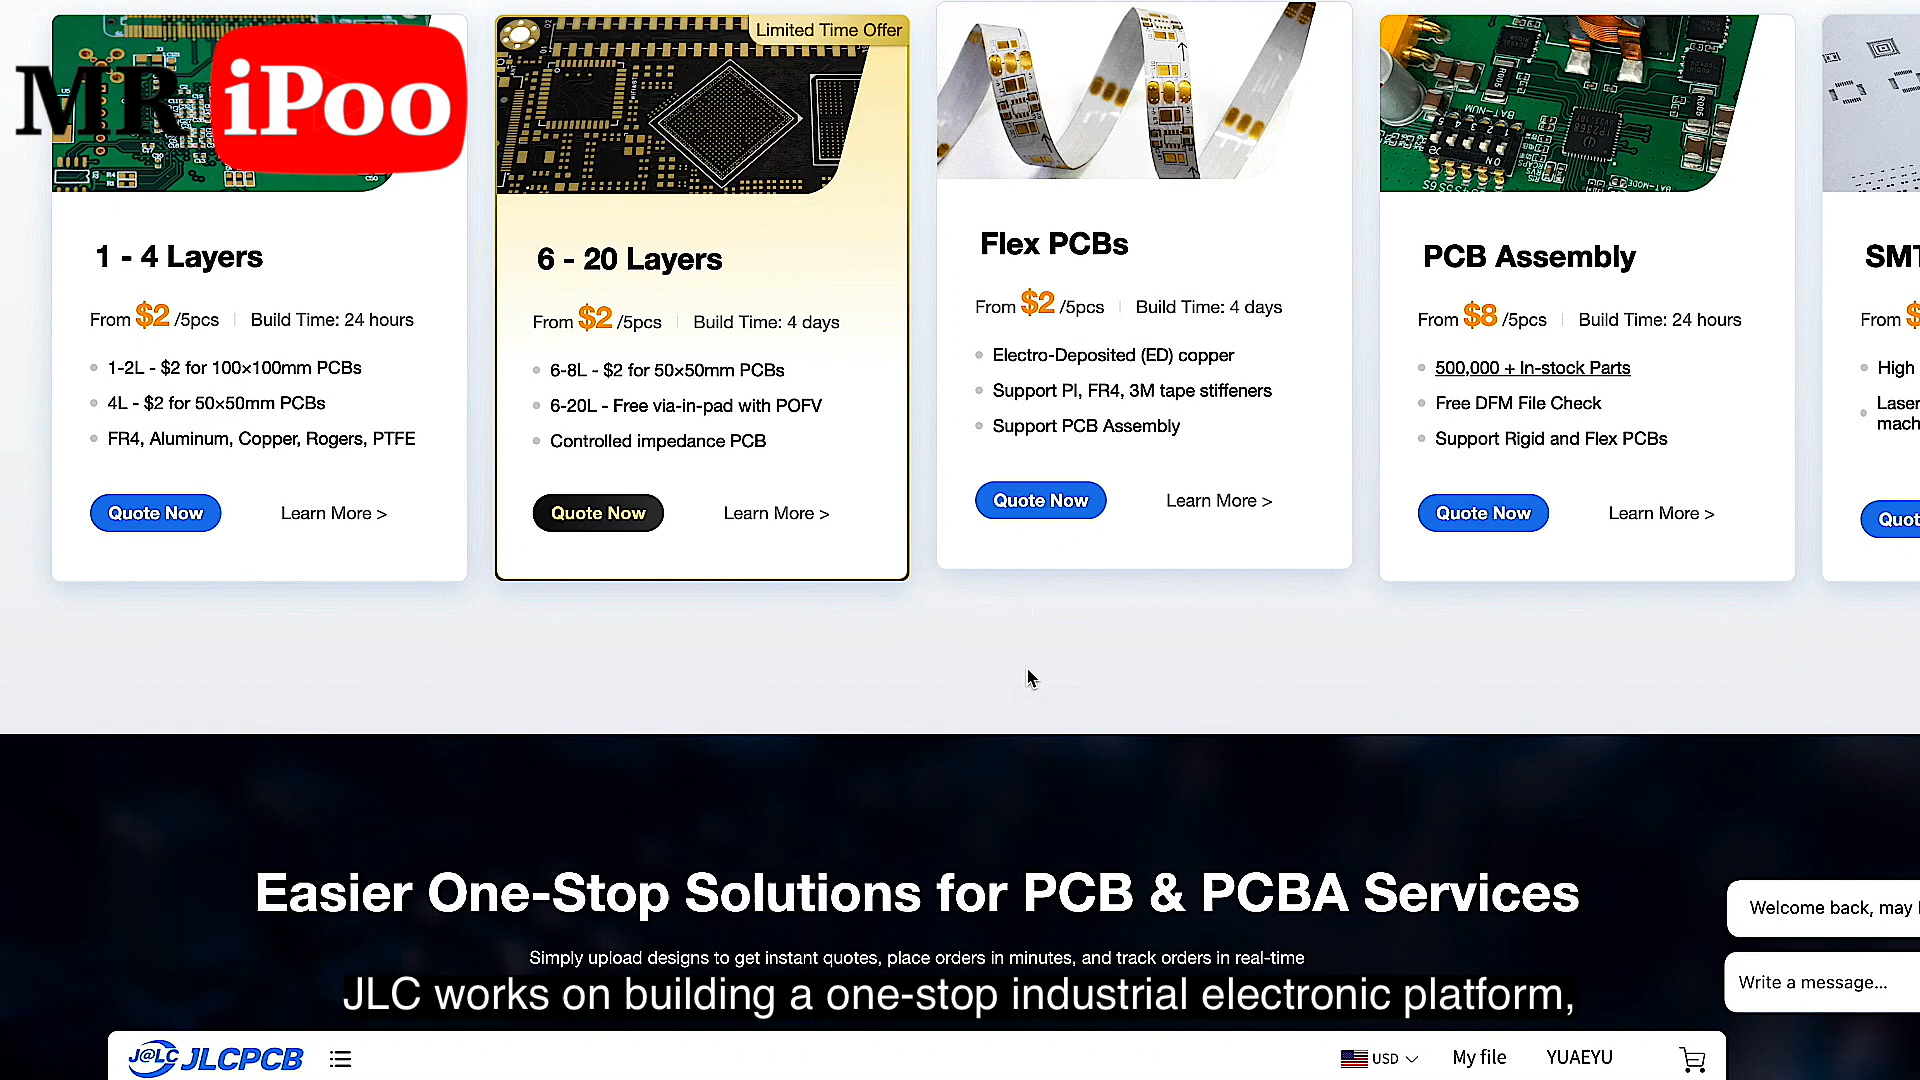 MR iPoo
Limited Time Offer
1 - 4 Layers
From $2 /5pcs
Build Time: 24 hours
1-2L - $2 for 100×100mm PCBs
4L - $2 for 50×50mm PCBs
FR4, Aluminum, Copper, Rogers, PTFE
Quote Now
Learn More >
6 - 20 Layers
From $2 /5pcs
Build Time: 4 days
6-8L - $2 for 50×50mm PCBs
6-20L - Free via-in-pad with POFV
Controlled impedance PCB
Quote Now
Learn More >
Flex PCBs
From $2 /5pcs
Build Time: 4 days
Electro-Deposited (ED) copper
Support PI, FR4, 3M tape stiffeners
Support PCB Assembly
Quote Now
Learn More >
PCB Assembly
From $8 /5pcs
Build Time: 24 hours
500,000 + In-stock Parts
Free DFM File Check
Support Rigid and Flex PCBs
Quote Now
Learn More >
SMT
From $
High
Laser
mach
Quot
Easier One-Stop Solutions for PCB & PCBA Services
Simply upload designs to get instant quotes, place orders in minutes, and track orders in real-time
JLC works on building a one-stop industrial electronic platform,
Welcome back, may
Write a message...
J@LC JLCPCB
USD
My file
YUAEYU